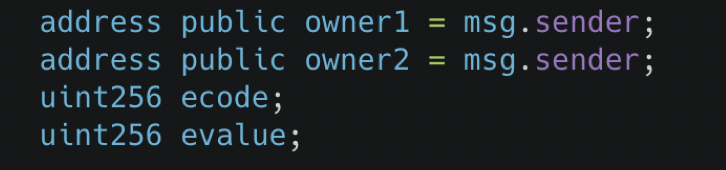 address public owner1 = msg.sender;
address public owner2 = msg.sender;
uint256 ecode;
uint256 evalue;